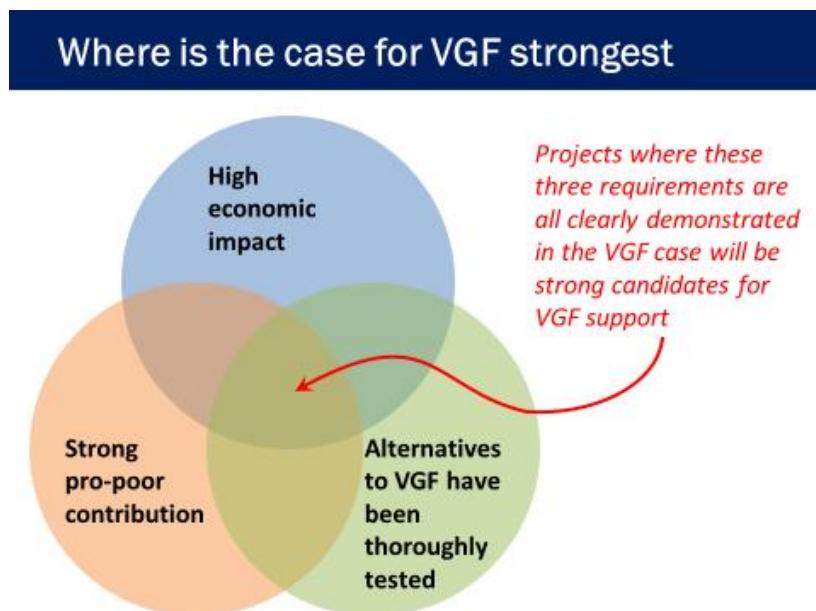 Where is the case for VGF strongest
High
economic
impact
Projects where these
three requirements are
all clearly demonstrated
in the VGF case will be
strong candidates for
VGF support
Strong
pro-poor
contribution
Alternatives
to VGF have
been
thoroughly
tested